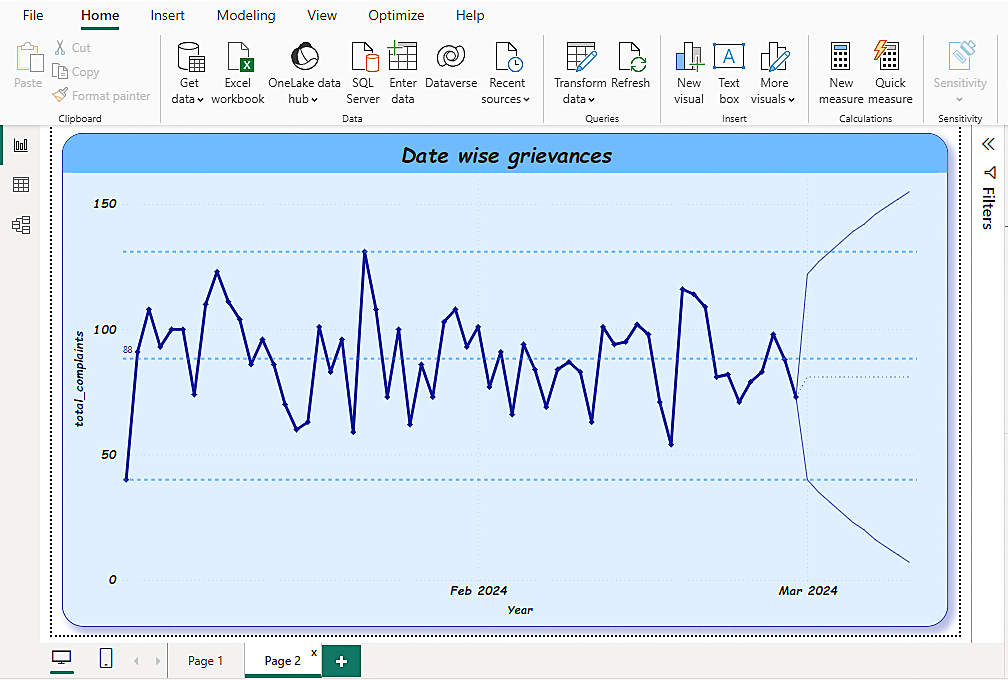 File Home Insert Modeling View Optimize Help
Paste
Cut
Copy
Format painter
Clipboard
Get data
Excel workbook
OneLake data hub
SQL Server
Enter data
Dataverse
Recent sources
Data
Transform data
Refresh
Queries
New visual
Text box
More visuals
Insert
New measure
Quick measure
Calculations
Sensitivity
Sensitivity
Date wise grievances
150
100
88
50
0
total_complaints
Feb 2024 Mar 2024
Year
Filters
Page 1 Page 2 x +